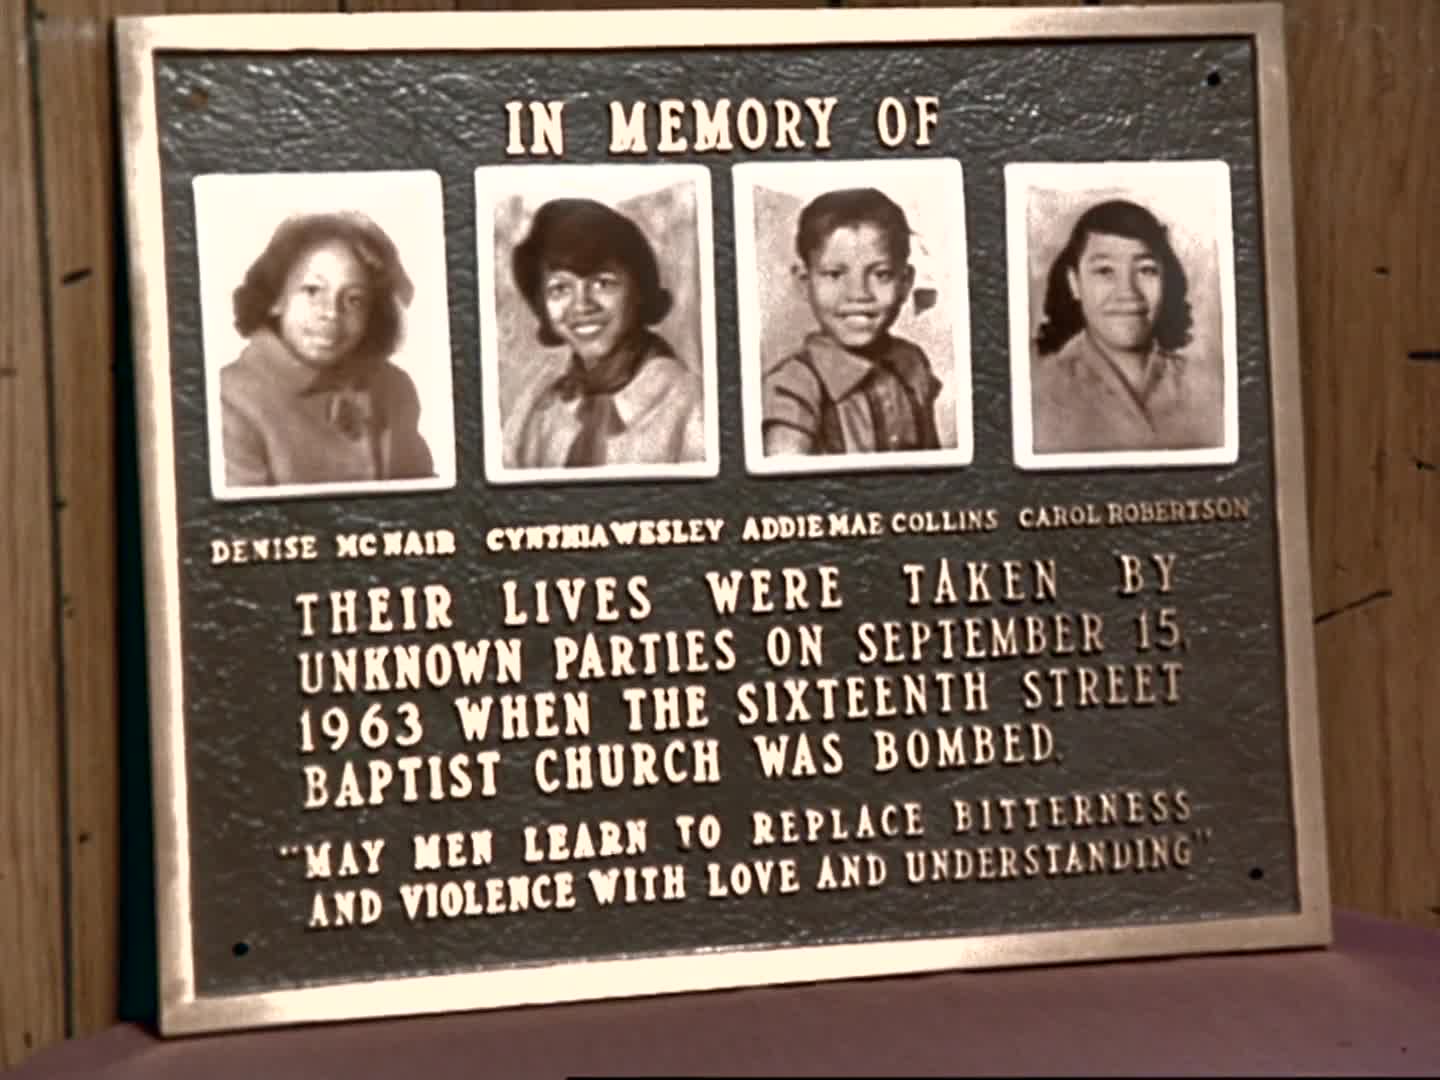 IN MEMORY OF
DENISE MCNAIR CYNTHIA WESLEY ADDIE MAE COLLINS CAROL ROBERTSON
THEIR LIVES WERE TAKEN BY
UNKNOWN PARTIES ON SEPTEMBER 15,
1963 WHEN THE SIXTEENTH STREET
BAPTIST CHURCH WAS BOMBED.
"MAY MEN LEARN TO REPLACE BITTERNESS
AND VIOLENCE WITH LOVE AND UNDERSTANDING"